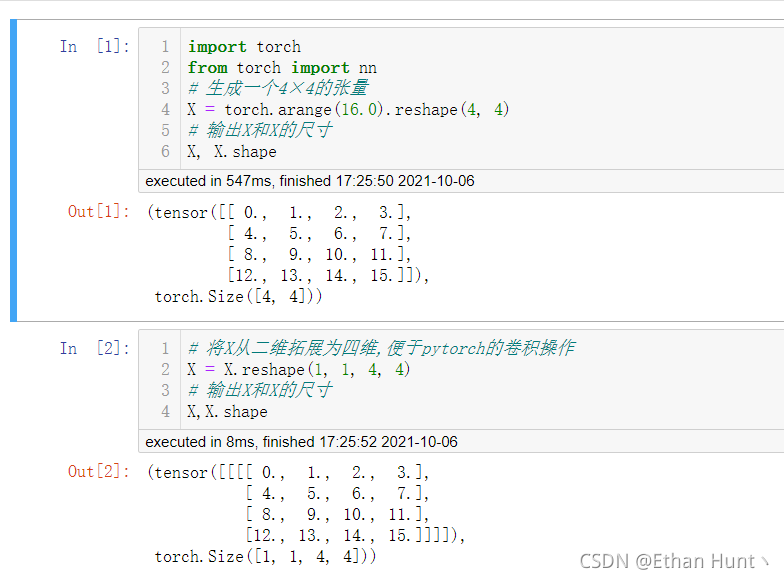 In [1]:
1 import torch
2 from torch import nn
3 # 生成一个4×4的张量
4 X = torch.arange(16.0).reshape(4, 4)
5 # 输出X和X的尺寸
6 X, X.shape
executed in 547ms, finished 17:25:50 2021-10-06
Out[1]: (tensor([[ 0., 1., 2., 3.],
[ 4., 5., 6., 7.],
[ 8., 9., 10., 11.],
[12., 13., 14., 15.]]),
torch.Size([4, 4]))
In [2]:
1 # 将X从二维拓展为四维,便于pytorch的卷积操作
2 X = X.reshape(1, 1, 4, 4)
3 # 输出X和X的尺寸
4 X,X.shape
executed in 8ms, finished 17:25:52 2021-10-06
Out[2]: (tensor([[[[ 0., 1., 2., 3.],
[ 4., 5., 6., 7.],
[ 8., 9., 10., 11.],
[12., 13., 14., 15.]]]]),
torch.Size([1, 1, 4, 4]))
CSDN @Ethan Hunt丶